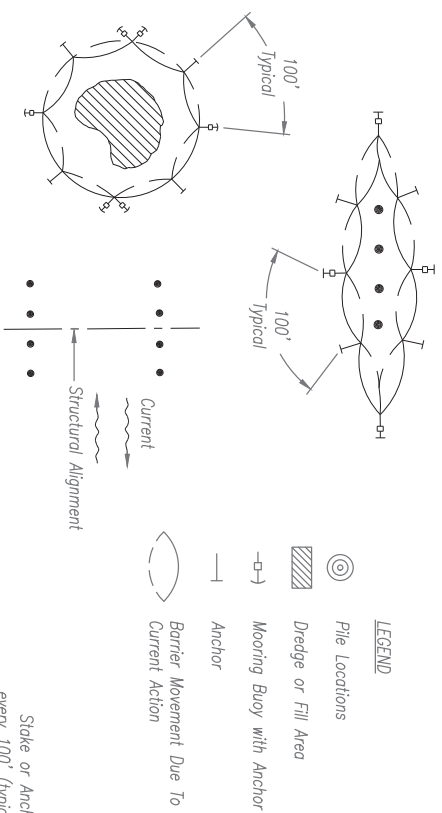 100'
Typical
100'
Typical
Current
Structural Alignment
LEGEND
Pile Locations
Dredge or Fill Area
Mooring Buoy with Anchor
Anchor
Barrier Movement Due To
Current Action
Stake or Anch
every 100' (typic